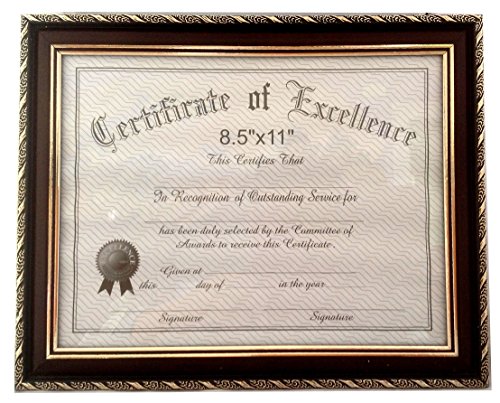 Certificate of Excellence
8.5"x11"
This Certifies That
In Recognition of Outstanding Service for
has been duly selected by the Committee of
Awards to receive this Certificate.
Given at
this day of in the year
Signature Signature